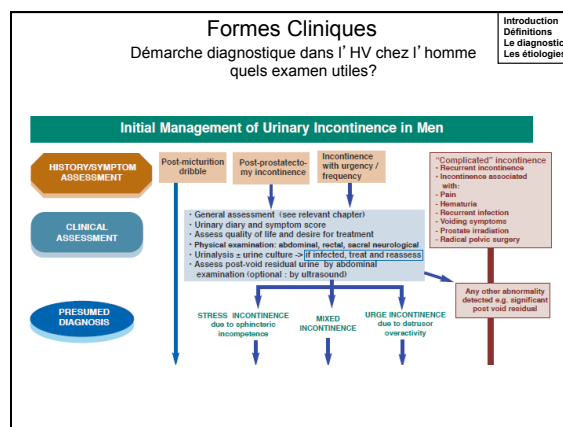 Formes Cliniques
Démarche diagnostique dans l'HV chez l'homme
quels examen utiles?
Introduction
Définitions
Le diagnostic
Les étiologies
Initial Management of Urinary Incontinence in Men
HISTORY/SYMPTOM
ASSESSMENT
Post-micturition
dribble
Post-prostatecto-
my incontinence
Incontinence
with urgency /
frequency
"Complicated" incontinence
• Recurrent incontinence
• Incontinence associated
with:
- Pain
- Hematuria
- Recurrent infection
- Voiding symptoms
- Prostate irradiation
- Radical pelvic surgery
CLINICAL
ASSESSMENT
• General assessment (see relevant chapter)
• Urinary diary and symptom score
• Assess quality of life and desire for treatment
• Physical examination: abdominal, rectal, sacral neurological
• Urinalysis ± urine culture -> if infected, treat and reassess
• Assess post-void residual urine by abdominal
examination (optional : by ultrasound)
Any other abnormality
detected e.g. significant
post void residual
PRESUMED
DIAGNOSIS
STRESS INCONTINENCE
due to sphincteric
incompetence
MIXED
INCONTINENCE
URGE INCONTINENCE
due to detrusor
overactivity